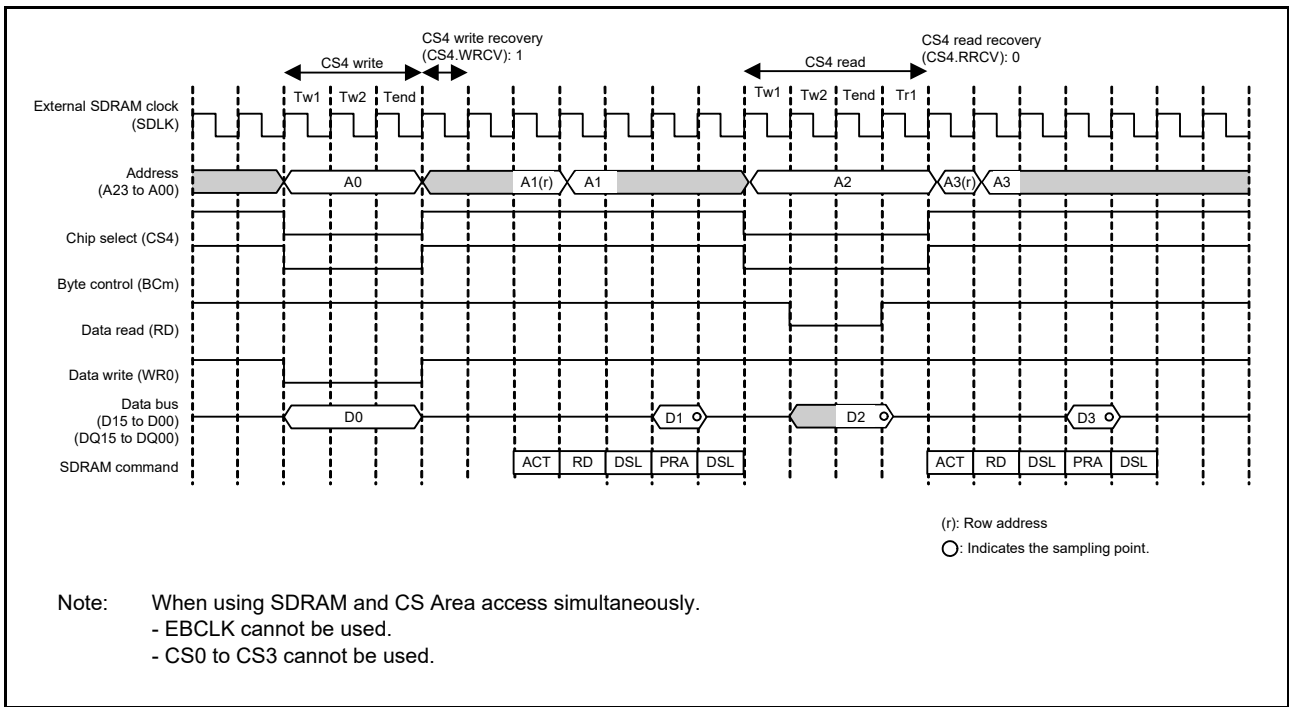 CS4 write recovery
(CS4.WRCV): 1
CS4 read recovery
(CS4.RRCV): 0
CS4 write
CS4 read
Tw1 Tw2 Tend
Tw1 Tw2 Tend Tr1
External SDRAM clock
(SDLK)
Address
(A23 to A00)
A0 A1(r) A1 A2 A3(r) A3
Chip select (CS4)
Byte control (BCm)
Data read (RD)
Data write (WR0)
Data bus
(D15 to D00)
(DQ15 to DQ00)
D0 D1 D2 D3
SDRAM command
ACT RD DSL PRA DSL ACT RD DSL PRA DSL
(r): Row address
: Indicates the sampling point.
Note: When using SDRAM and CS Area access simultaneously.
- EBCLK cannot be used.
- CS0 to CS3 cannot be used.